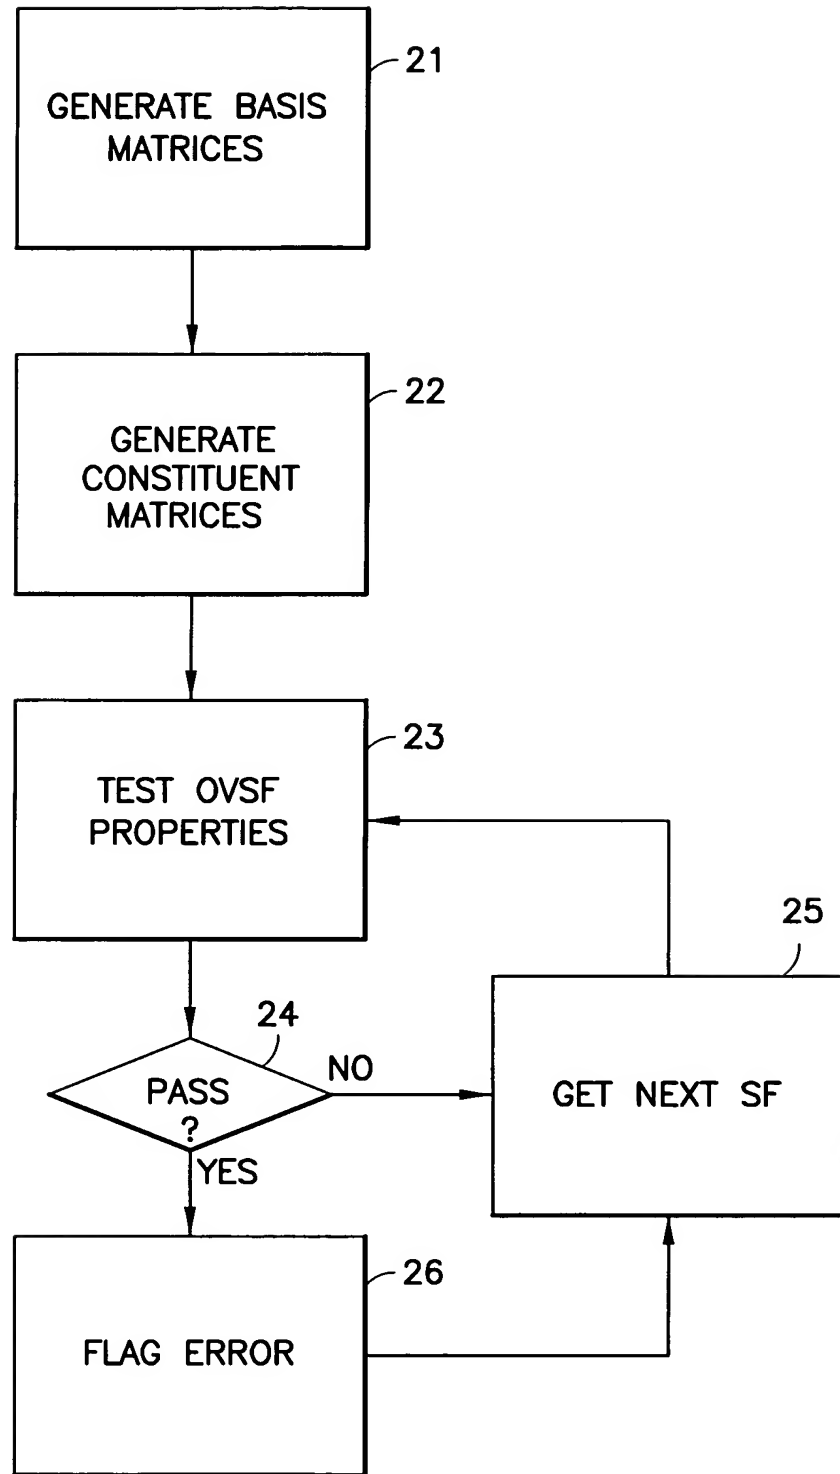 21
GENERATE BASIS
MATRICES
22
GENERATE
CONSTITUENT
MATRICES
23
TEST OVSF
PROPERTIES
24
PASS
?
NO
YES
25
GET NEXT SF
26
FLAG ERROR